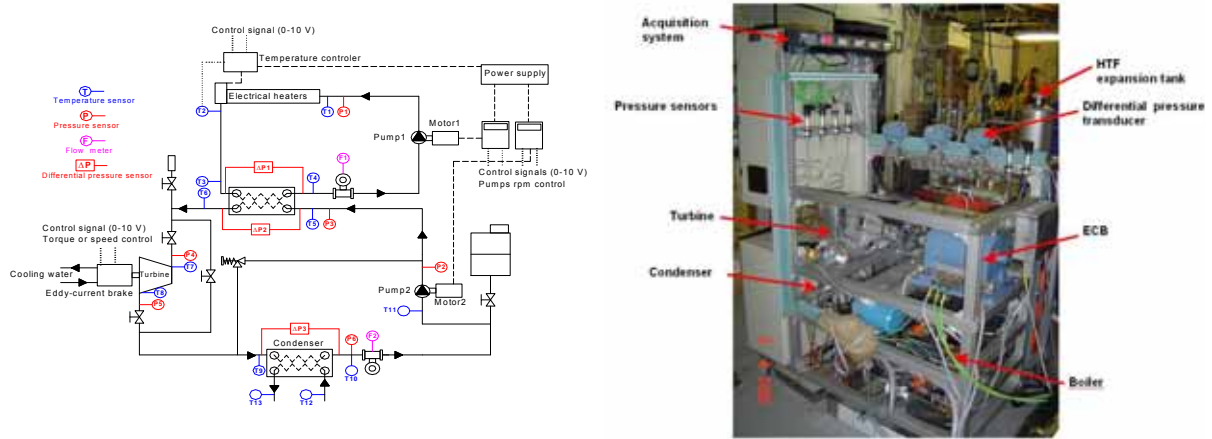 Control signal (0-10 V)
Temperature controler
Power supply
T
Temperature sensor
P
Pressure sensor
F
Flow meter
ΔP
Differential pressure sensor
T2
Electrical heaters
T1
P1
Pump1
Motor1
Control signals (0-10 V)
Pumps rpm control
F1
ΔP1
T3
T4
T6
T5
P3
ΔP2
Control signal (0-10 V)
Torque or speed control
Cooling water
Eddy-current brake
Turbine
P4
T7
T8
P5
P2
Pump2
Motor2
T11
ΔP3
Condenser
P6
F2
T9
T10
T13
T12
Acquisition
system
Pressure sensors
Turbine
Condenser
HTF
expansion tank
Differential pressure
transducer
ECB
Boiler